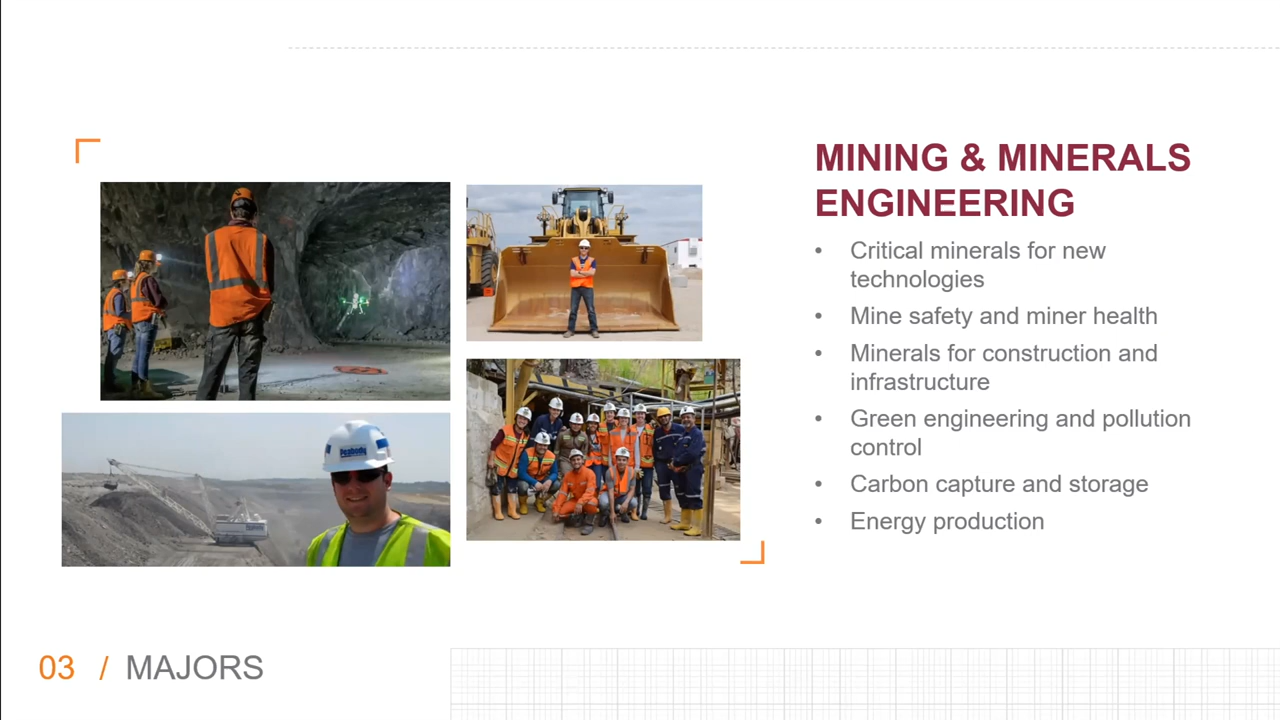 MINING & MINERALS
ENGINEERING
• Critical minerals for new
technologies
• Mine safety and miner health
• Minerals for construction and
infrastructure
• Green engineering and pollution
control
• Carbon capture and storage
• Energy production
Peabody
03 / MAJORS